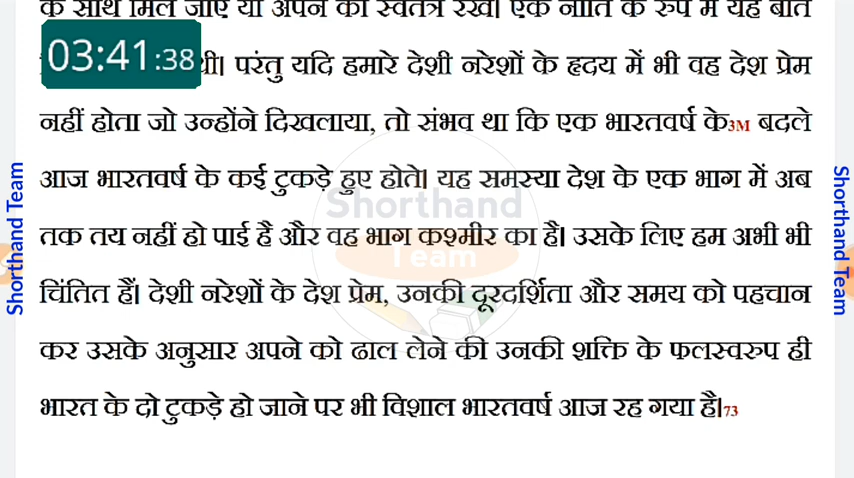 के साथ मिल जाएं या अपने को स्वतंत्र रखें। एक नीति के रुप में यह बात
03:41:38 थी। परंतु यदि हमारे देशी नरेशों के हृदय में भी वह देश प्रेम
नहीं होता जो उन्होंने दिखलाया, तो संभव था कि एक भारतवर्ष के3M बदले
आज भारतवर्ष के कई टुकड़े हुए होते। यह समस्या देश के एक भाग में अब
तक तय नहीं हो पाई है और वह भाग कश्मीर का है। उसके लिए हम अभी भी
चिंतित हैं। देशी नरेशों के देश प्रेम, उनकी दूरदर्शिता और समय को पहचान
कर उसके अनुसार अपने को ढाल लेने की उनकी शक्ति के फलस्वरुप ही
भारत के दो टुकड़े हो जाने पर भी विशाल भारतवर्ष आज रह गया है।73
Shorthand Team
Shorthand Team
Shorthand Team